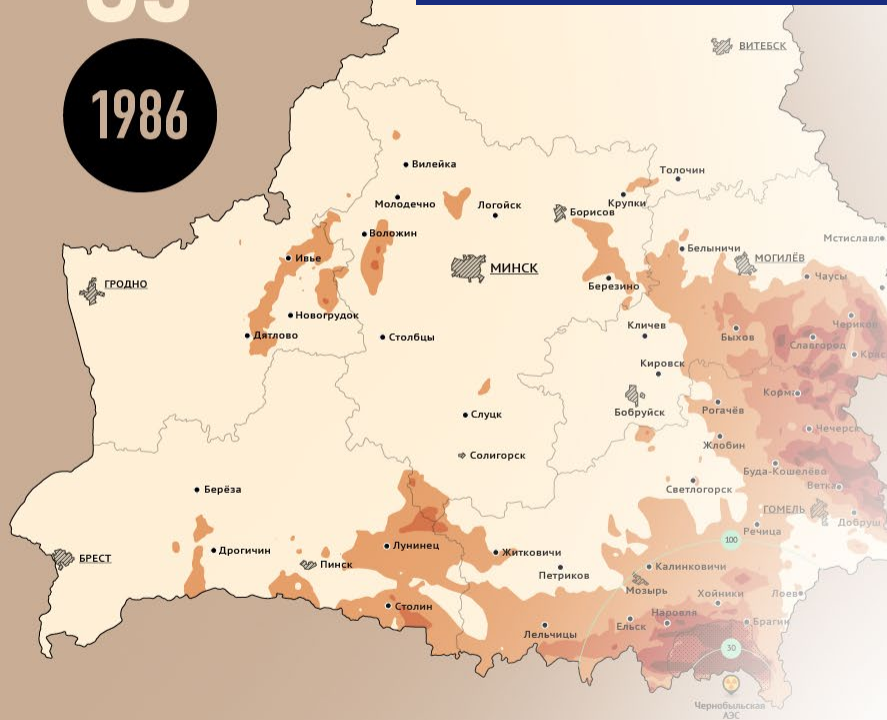 1986
ВИТЕБСК
Вилейка
Толочин
Молодечно
Логойск
Крупки
Борисов
Воложин
Мстиславл
Белыничи
Ивье
МОГИЛЁВ
МИНСК
Чаусы
ГРОДНО
Березино
Новогрудок
Чериков
Кличев
Дятлово
Столбцы
Быхов
Славгород
Крас
Кировск
Корма
Рогачёв
Бобруйск
Слуцк
Чечерск
Жлобин
Солигорск
Буда-Кошелёво
Ветка
Светлогорск
Берёза
ГОМЕЛЬ
Добруш
Речица
100
Лунинец
Дрогичин
Житковичи
БРЕСТ
Пинск
Калинковичи
Петриков
Мозырь
Хойники
Лоев
Столин
Наровля
Брагин
Ельск
Лельчицы
30
Чернобыльская
АЭС